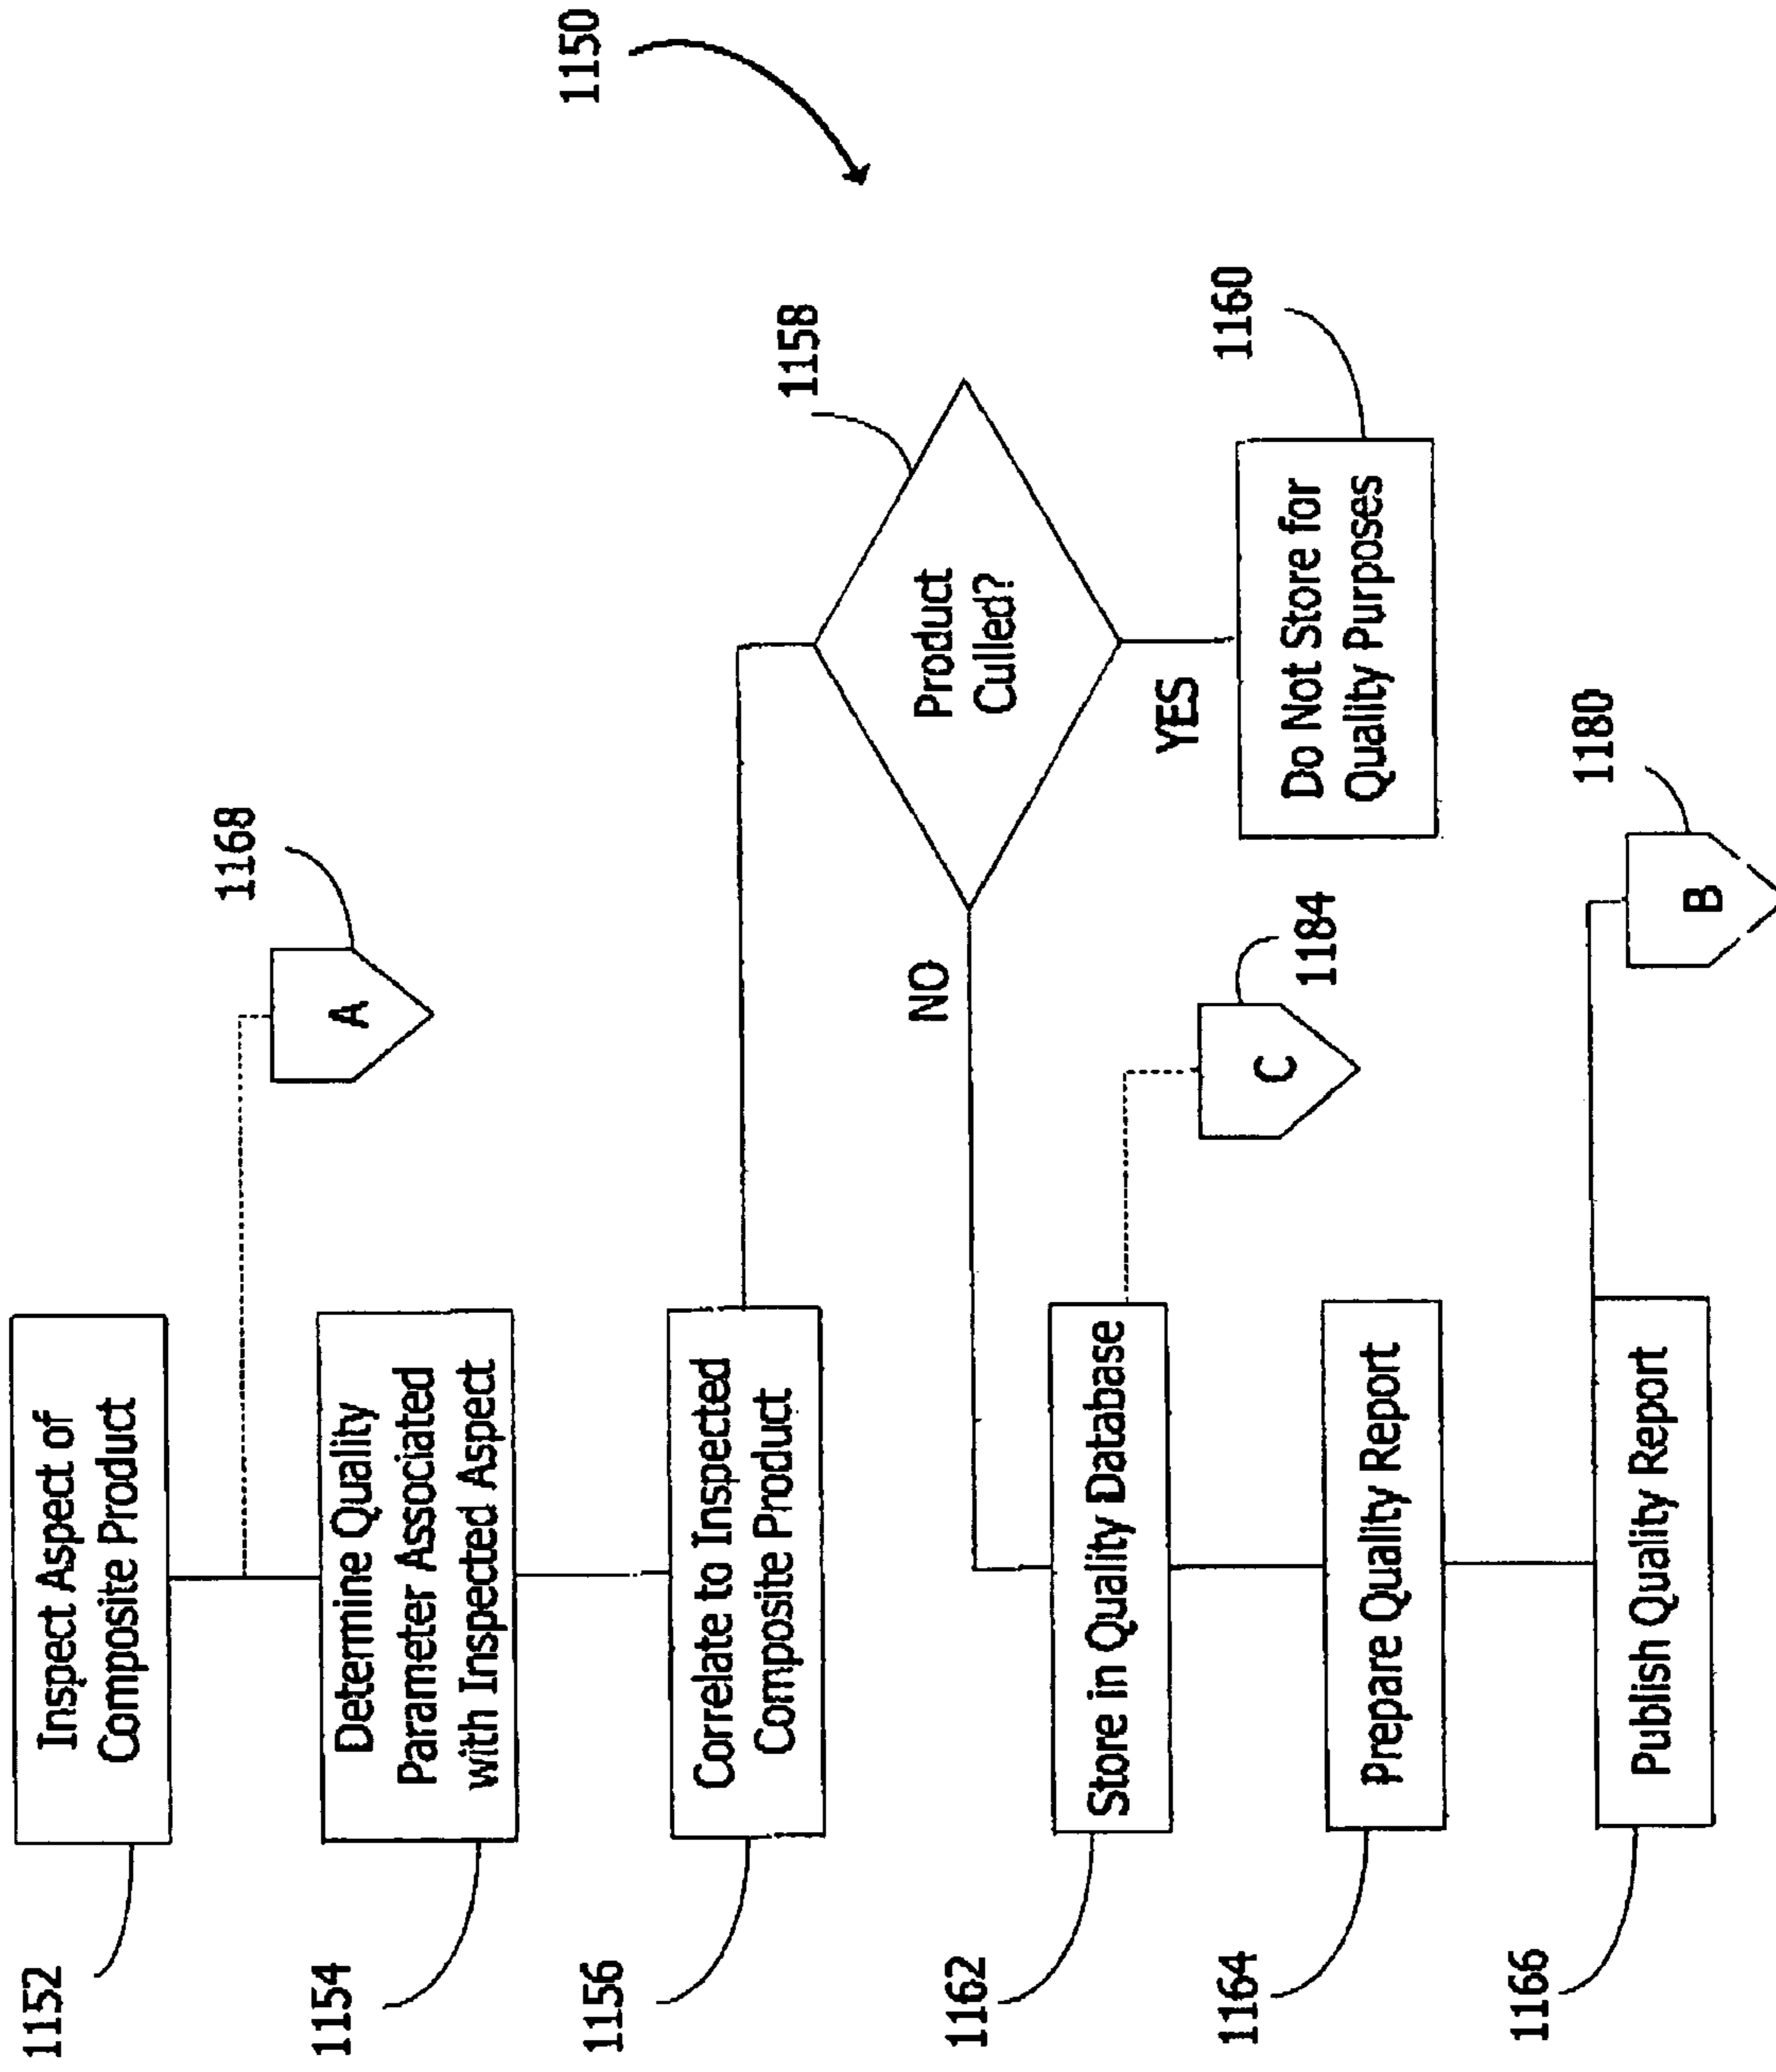 1150
1152
Inspect Aspect of
Composite Product
1168
A
1154
Determine Quality
Parameter Associated
with Inspected Aspect
1156
Correlate to Inspected
Composite Product
1158
Product
Culled?
YES
NO
1160
Do Not Store for
Quality Purposes
1162
Store in Quality Database
1184
C
1164
Prepare Quality Report
1166
Publish Quality Report
1180
B